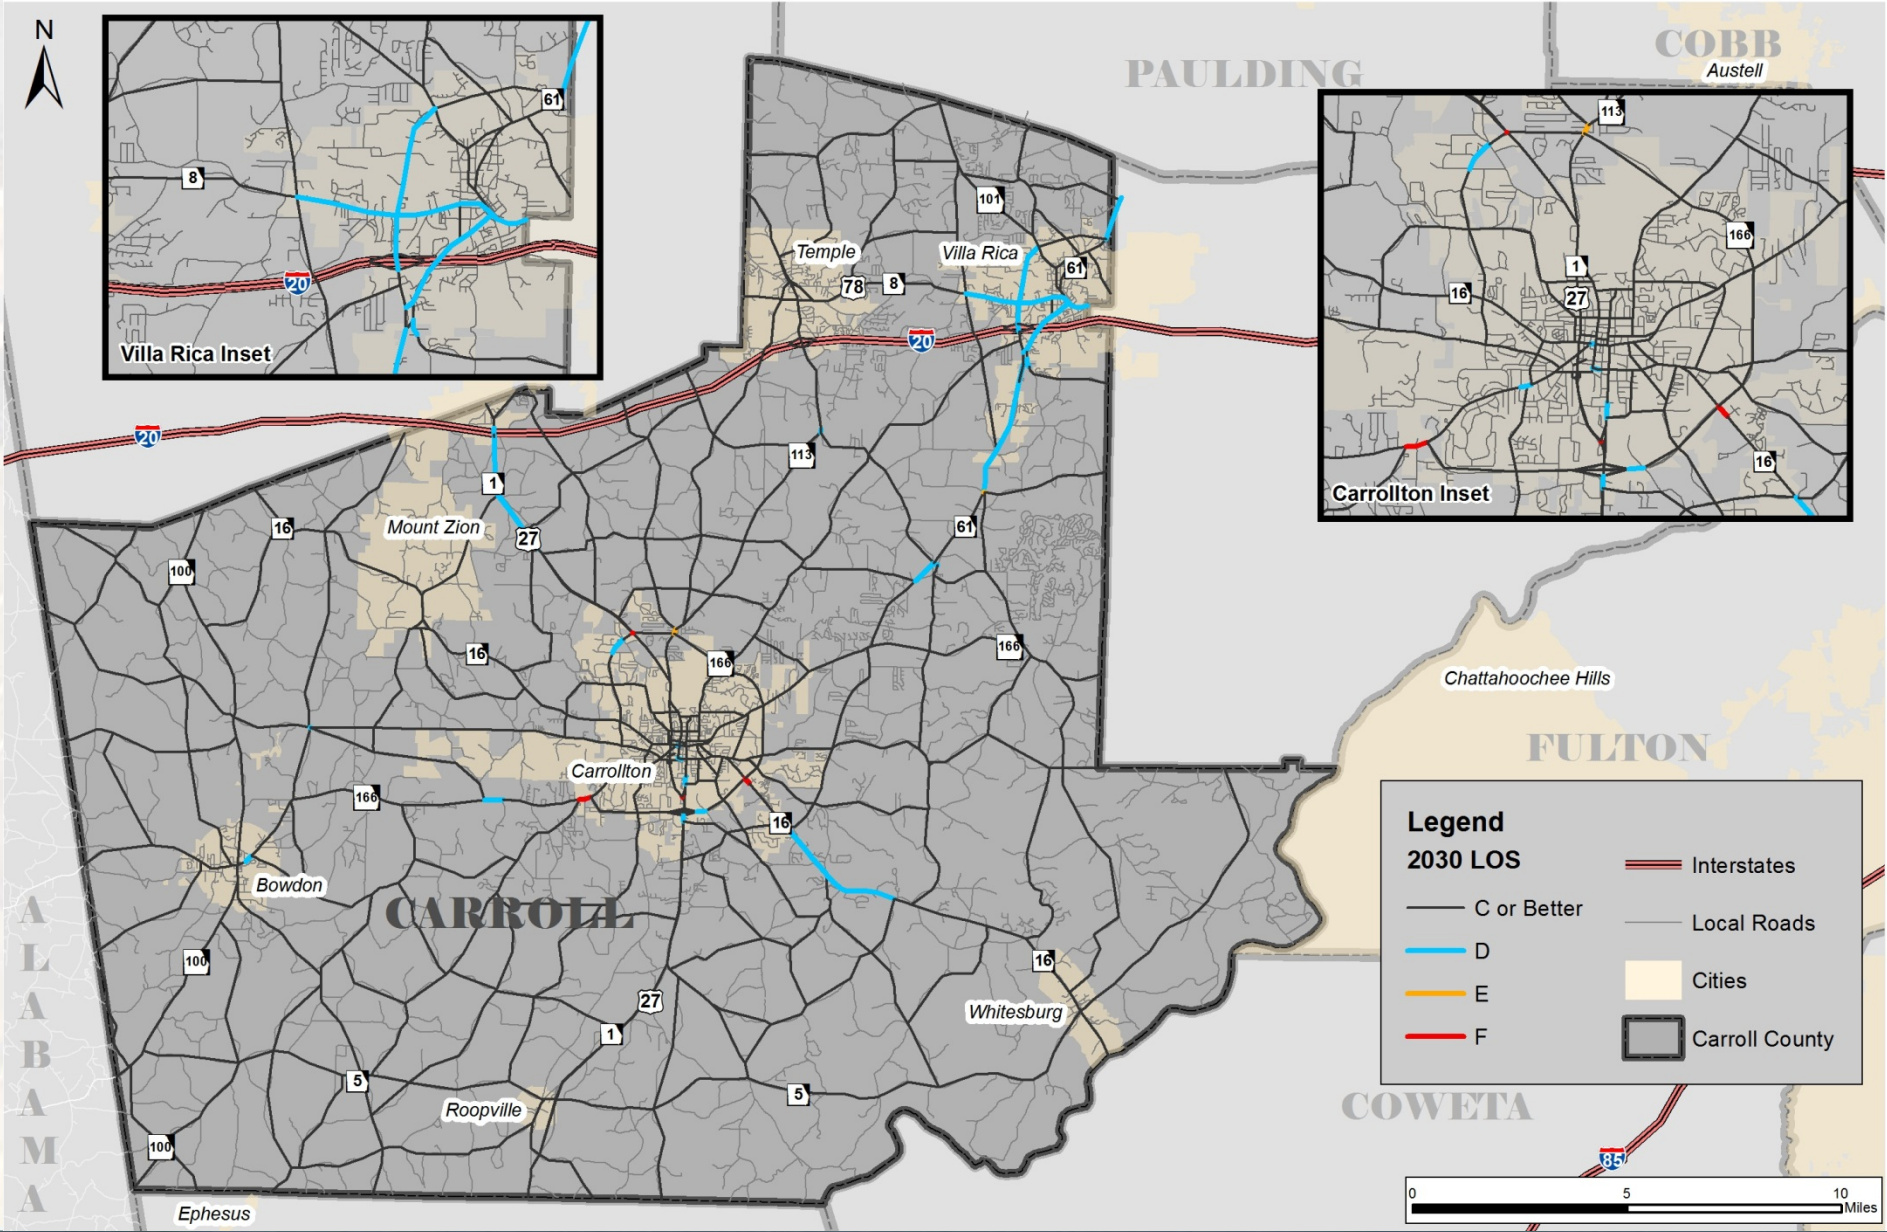 N
61
8
20
Villa Rica Inset
PAULDING
COBB
Austell
113
166
1
16
27
16
Carrollton Inset
101
Temple
Villa Rica
61
78
8
20
20
113
1
16
Mount Zion
27
61
100
16
166
166
Chattahoochee Hills
FULTON
Carrollton
166
16
Bowdon
CARROLL
ALABAMA
100
16
27
Whitesburg
1
5
5
Roopville
100
Ephesus
COWETA
85
Legend
2030 LOS
C or Better
D
E
F
Interstates
Local Roads
Cities
Carroll County
0 5 10
Miles